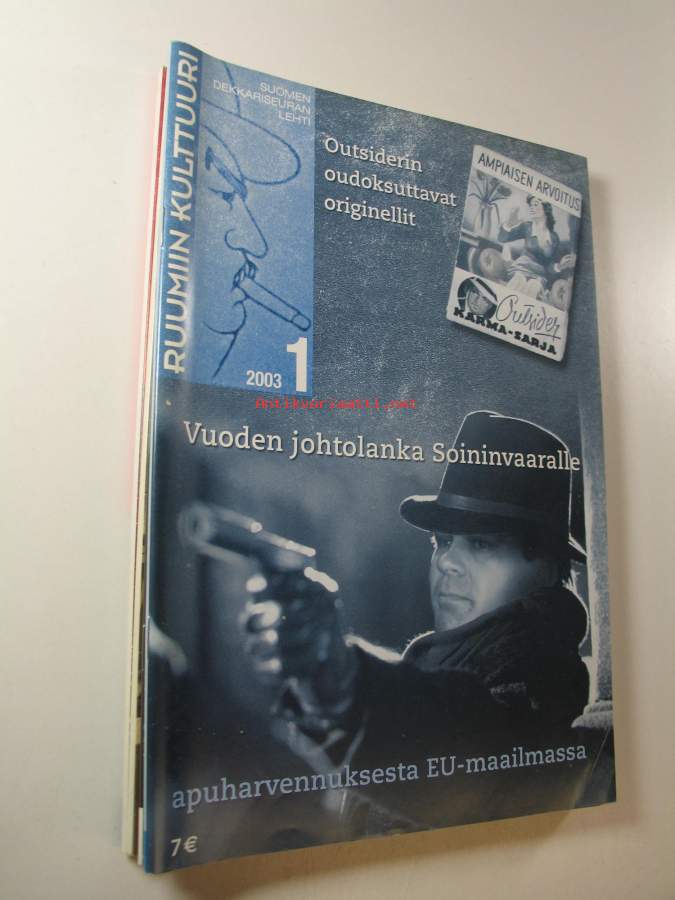 RUUMIIN KULTTUURI
SUOMEN
DEKKARISEURAN
LEHTI
2003 1
Outsiderin
oudoksuttavat
originellit
AMPIAISEN ARVOITUS
Outsider
KARMA-SARJA
Antikvariaatti.net
Vuoden johtolanka Soininvaaralle
apuharvennuksesta EU-maailmassa
7€